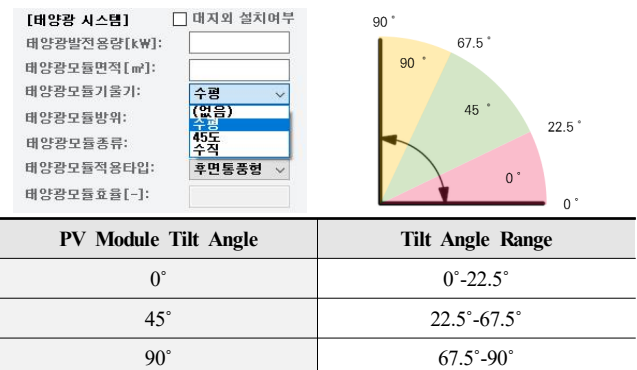 [태양광 시스템] 대지외 설치여부
태양광발전용량[kW]:
태양광모듈면적[㎡]:
태양광모듈기울기: 수평
(없음)
수평
45도
수직
태양광모듈방위:
태양광모듈종류:
태양광모듈적용타입: 후면통풍형
태양광모듈효율[-]:
90˚
67.5˚
90˚
45˚
22.5˚
0˚
0˚
PV Module Tilt Angle Tilt Angle Range
0˚ 0˚-22.5˚
45˚ 22.5˚-67.5˚
90˚ 67.5˚-90˚